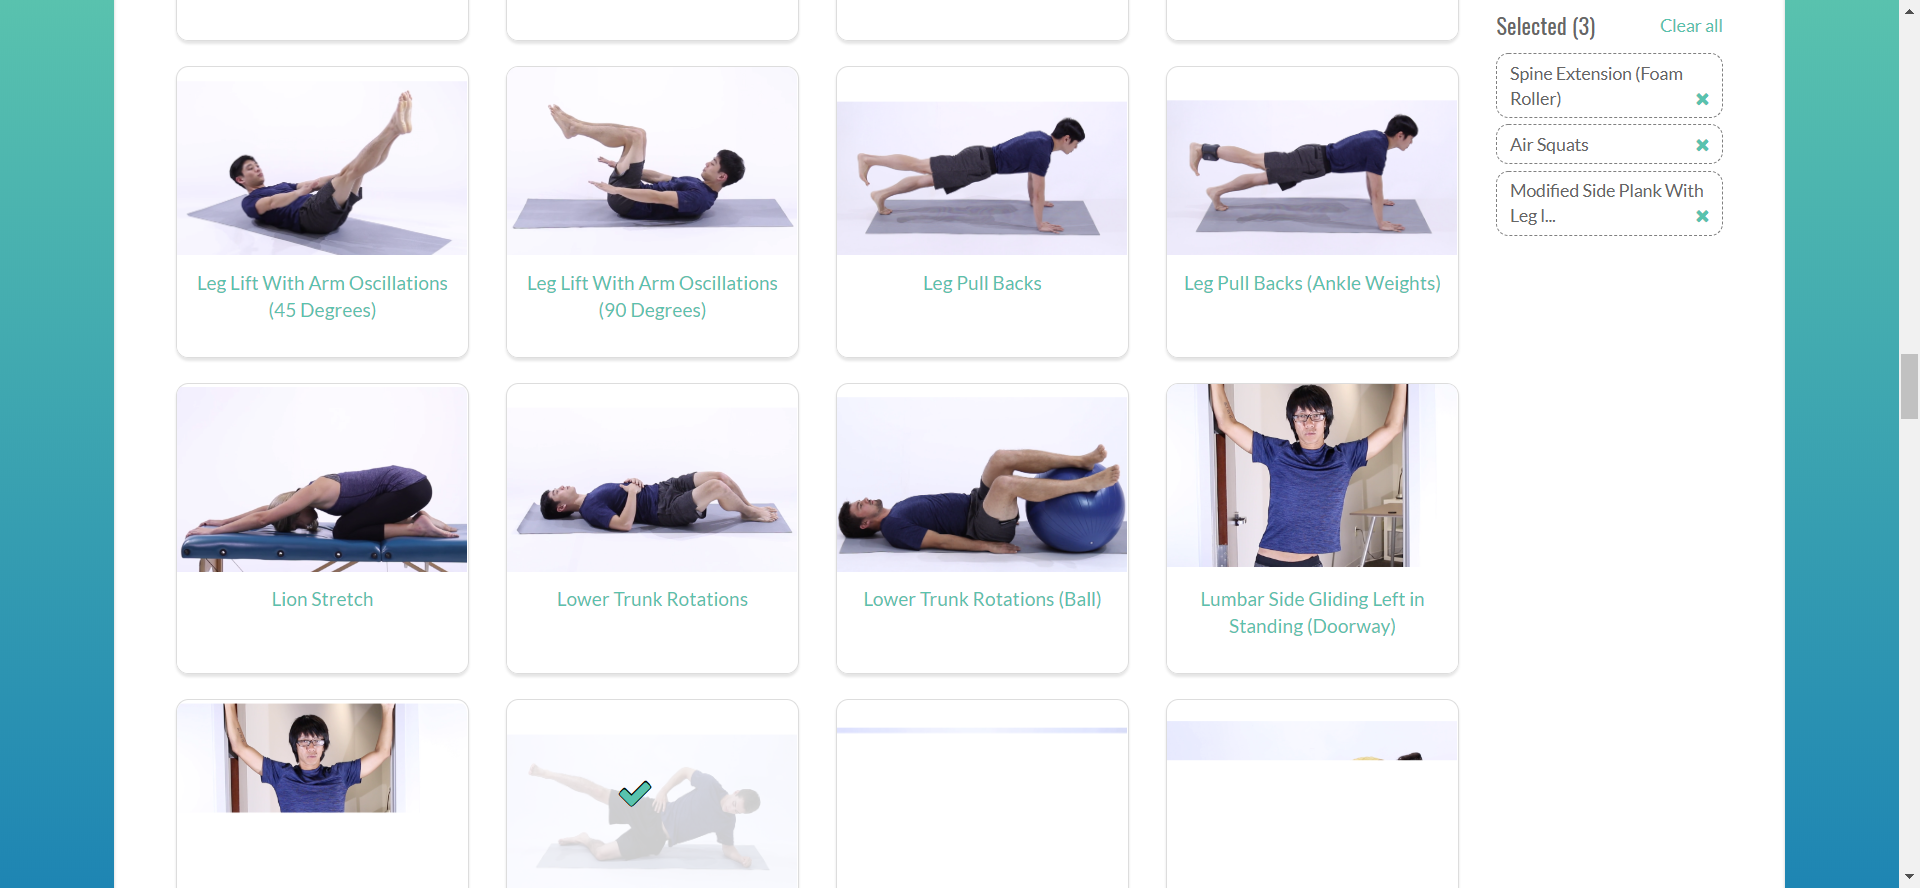 Selected (3)
Clear all
Spine Extension (Foam
Roller)
Air Squats
Modified Side Plank With
Leg l...
Leg Lift With Arm Oscillations
(45 Degrees)
Leg Lift With Arm Oscillations
(90 Degrees)
Leg Pull Backs
Leg Pull Backs (Ankle Weights)
Lion Stretch
Lower Trunk Rotations
Lower Trunk Rotations (Ball)
Lumbar Side Gliding Left in
Standing (Doorway)